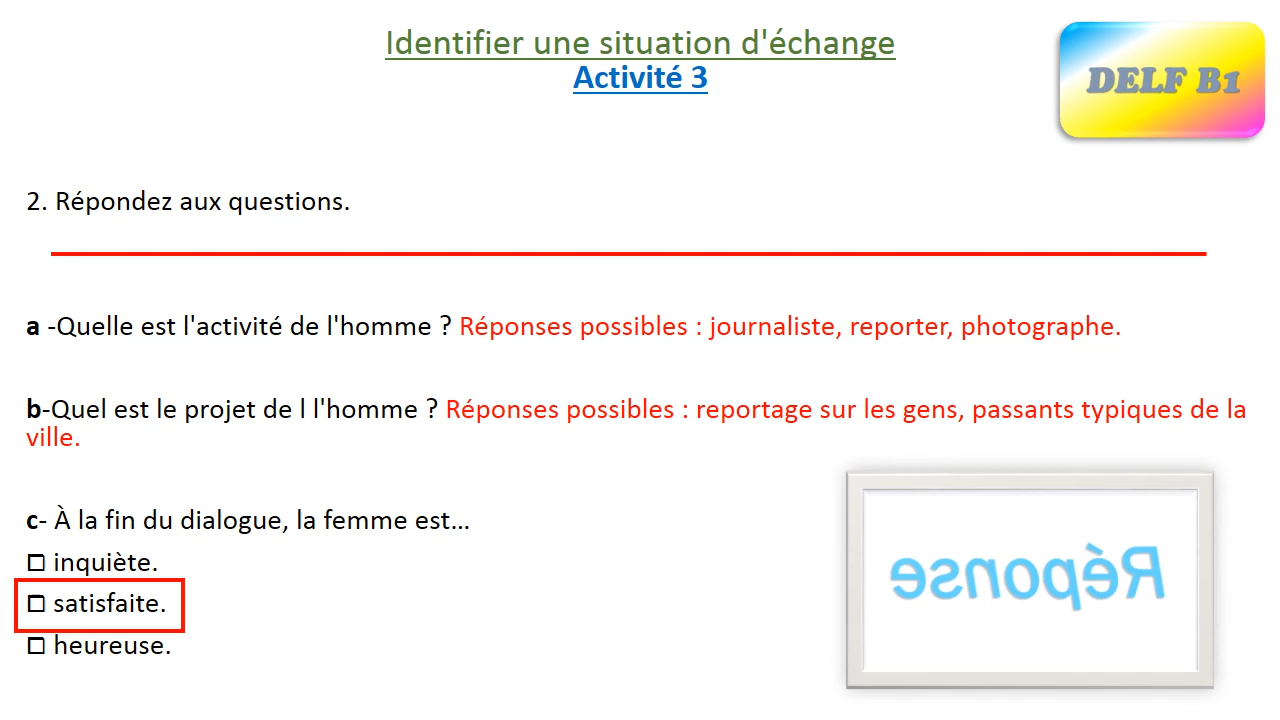 Identifier une situation d'échange
Activité 3
DELF B1
2. Répondez aux questions.
a -Quelle est l'activité de l'homme ? Réponses possibles : journaliste, reporter, photographe.
b-Quel est le projet de l l'homme ? Réponses possibles : reportage sur les gens, passants typiques de la
ville.
c- À la fin du dialogue, la femme est...
☐ inquiète.
☐ satisfaite.
☐ heureuse.
Réponse